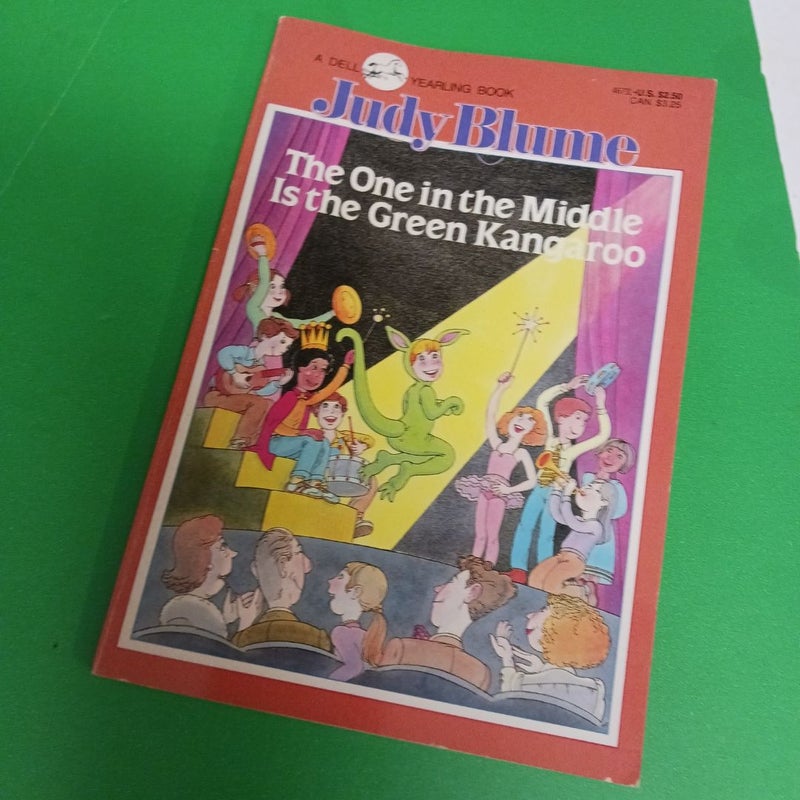 A DELL YEARLING BOOK
U.S. $2.50
CAN. $3.25
Judy Blume
The One in the Middle
Is the Green Kangaroo